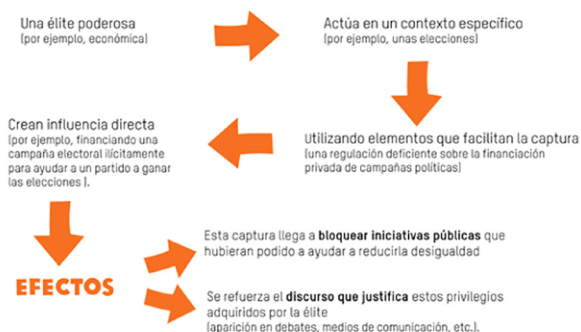 Una élite poderosa
(por ejemplo, económica)
Actúa en un contexto específico
(por ejemplo, unas elecciones)
Utilizando elementos que facilitan la captura
(una regulación deficiente sobre la financiación
privada de campañas políticas)
Crean influencia directa
(por ejemplo, financiando una
campaña electoral ilícitamente
para ayudar a un partido a ganar
las elecciones ).
EFECTOS
Esta captura llega a bloquear iniciativas públicas que
hubieran podido a ayudar a reducirla desigualdad
Se refuerza el discurso que justifica estos privilegios
adquiridos por la élite
(aparición en debates, medios de comunicación, etc.).